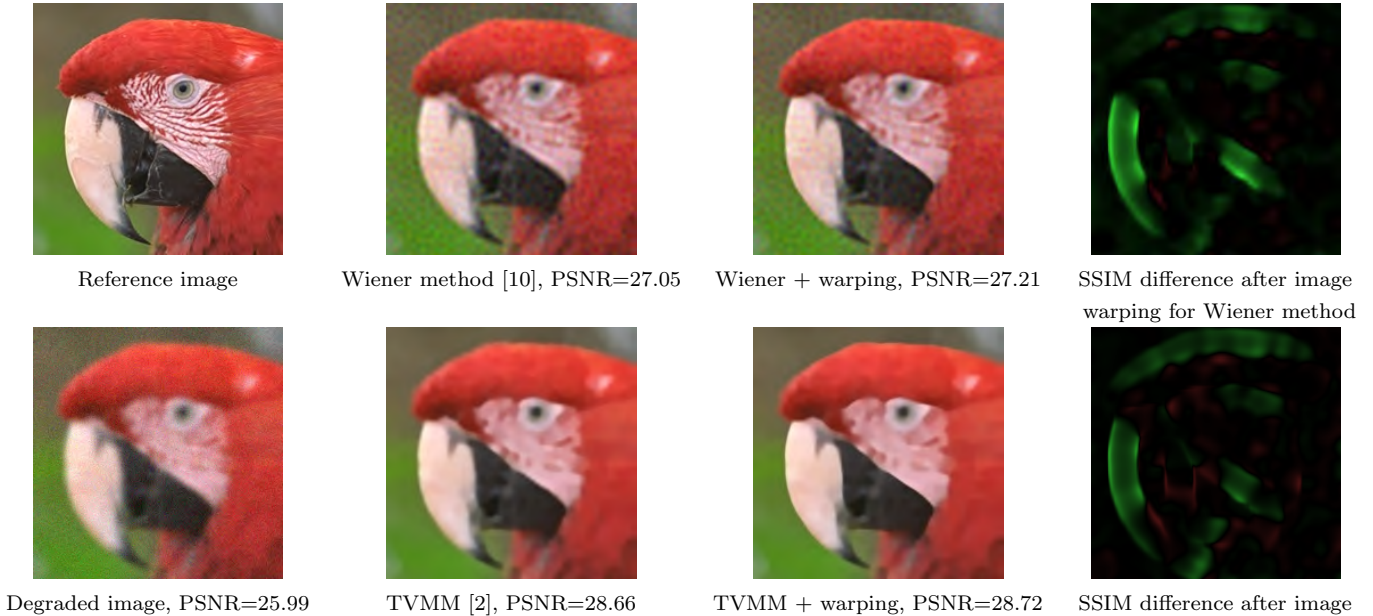 Reference image
Wiener method [10], PSNR=27.05
Wiener + warping, PSNR=27.21
SSIM difference after image
warping for Wiener method
Degraded image, PSNR=25.99
TVMM [2], PSNR=28.66
TVMM + warping, PSNR=28.72
SSIM difference after image